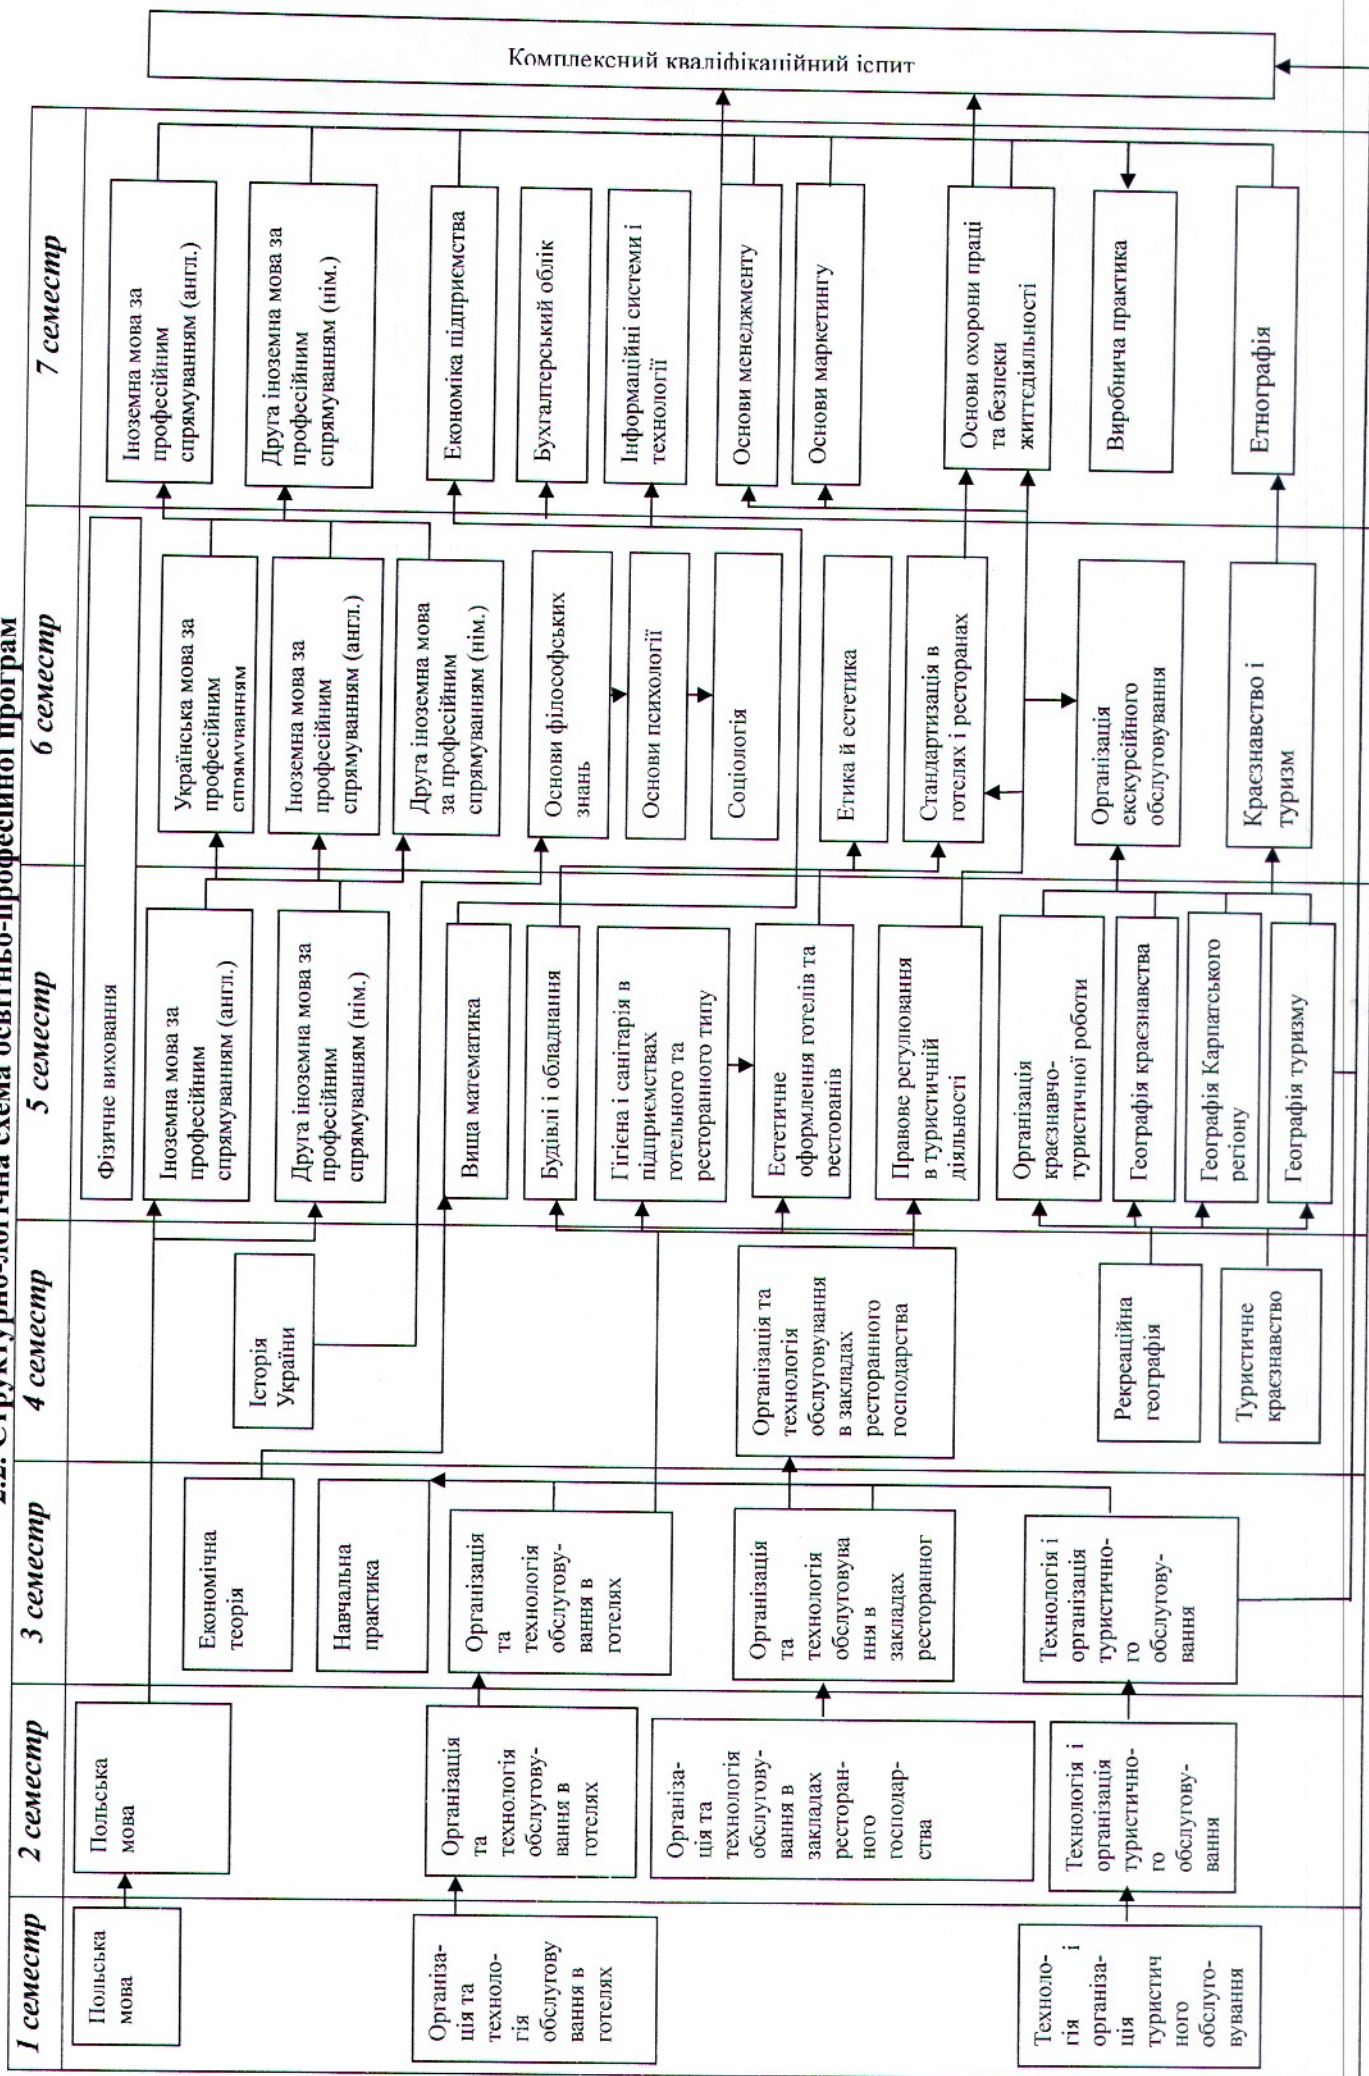 2.2. Структурно-логічна схема освітньо-професійної програм
1 семестр
2 семестр
3 семестр
4 семестр
5 семестр
6 семестр
7 семестр
Польська
мова
Організа-
ція та
техноло-
гія
обслугову
вання в
готелях
Техноло-
гія і
організа-
ція
туристич
ного
обслуго-
вування
Польська
мова
Організація
та
технологія
обслугову-
вання в
готелях
Організа-
ція та
технологія
обслугову-
вання в
закладах
ресторан-
ного
господар-
ства
Технологія і
організація
туристично-
го
обслугову-
вання
Економічна
теорія
Навчальна
практика
Організація
та
технологія
обслугову-
вання в
готелях
Організація
та
технологія
обслуговува
ння в
закладах
ресторанног
Технологія і
організація
туристично-
го
обслугову-
вання
Історія
України
Організація та
технологія
обслуговування
в закладах
ресторанного
господарства
Рекреаційна
географія
Туристичне
краєзнавство
Фізичне виховання
Іноземна мова за
професійним
спрямуванням (англ.)
Друга іноземна мова за
професійним
спрямуванням (нім.)
Вища математика
Будівлі і обладнання
Гігієна і санітарія в
підприємствах
готельного та
ресторанного типу
Естетичне
оформлення готелів та
ресторанів
Правове регулювання
в туристичній
діяльності
Організація
краєзнавчо-
туристичної роботи
Географія краєзнавства
Географія Карпатського
регіону
Географія туризму
Українська мова за
професійним
спрямуванням
Іноземна мова за
професійним
спрямуванням (англ.)
Друга іноземна мова
за професійним
спрямуванням (нім.)
Основи філософських
знань
Основи психології
Соціологія
Етика й естетика
Стандартизація в
готелях і ресторанах
Організація
екскурсійного
обслуговування
Краєзнавство і
туризм
Іноземна мова за
професійним
спрямуванням (англ.)
Друга іноземна мова за
професійним
спрямуванням (нім.)
Економіка підприємства
Бухгалтерський облік
Інформаційні системи і
технології
Основи менеджменту
Основи маркетингу
Основи охорони праці
та безпеки
життєдіяльності
Виробнича практика
Етнографія
Комплексний кваліфікаційний іспит